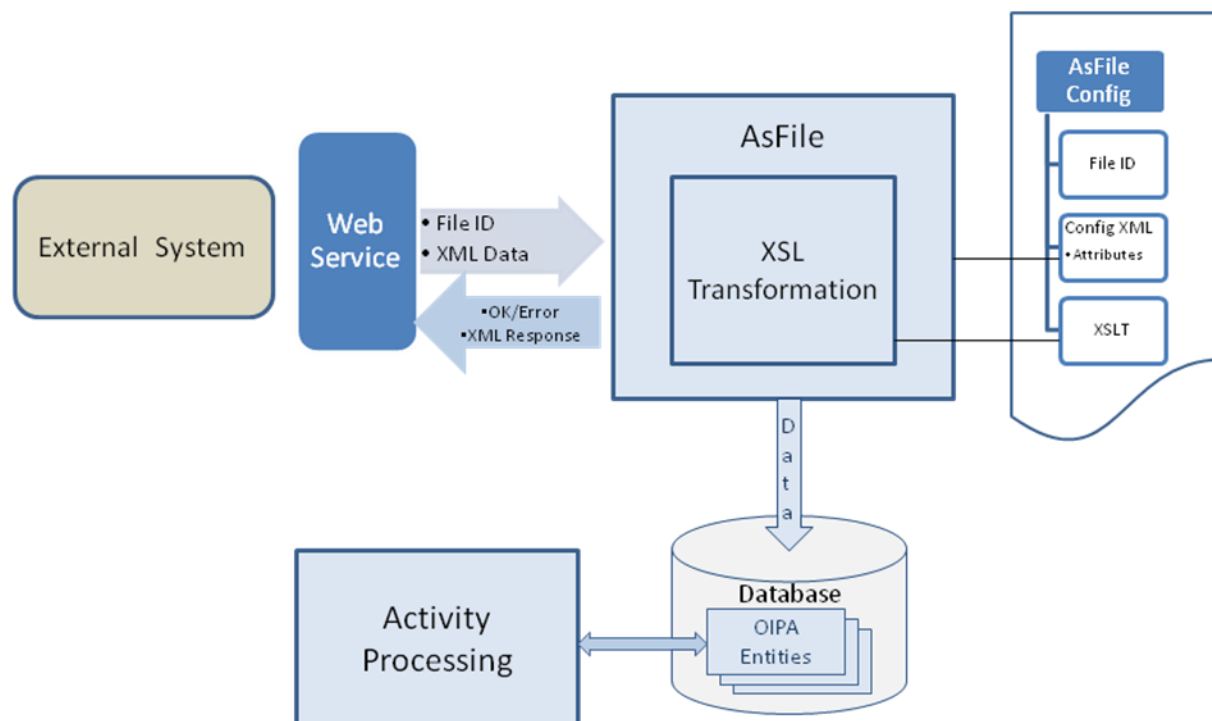 External System
Web
Service
• File ID
• XML Data
▪OK/Error
▪XML Response
AsFile
XSL
Transformation
AsFile
Config
File ID
Config XML
• Attributes
XSLT
D
a
t
a
Database
OIPA
Entities
Activity
Processing